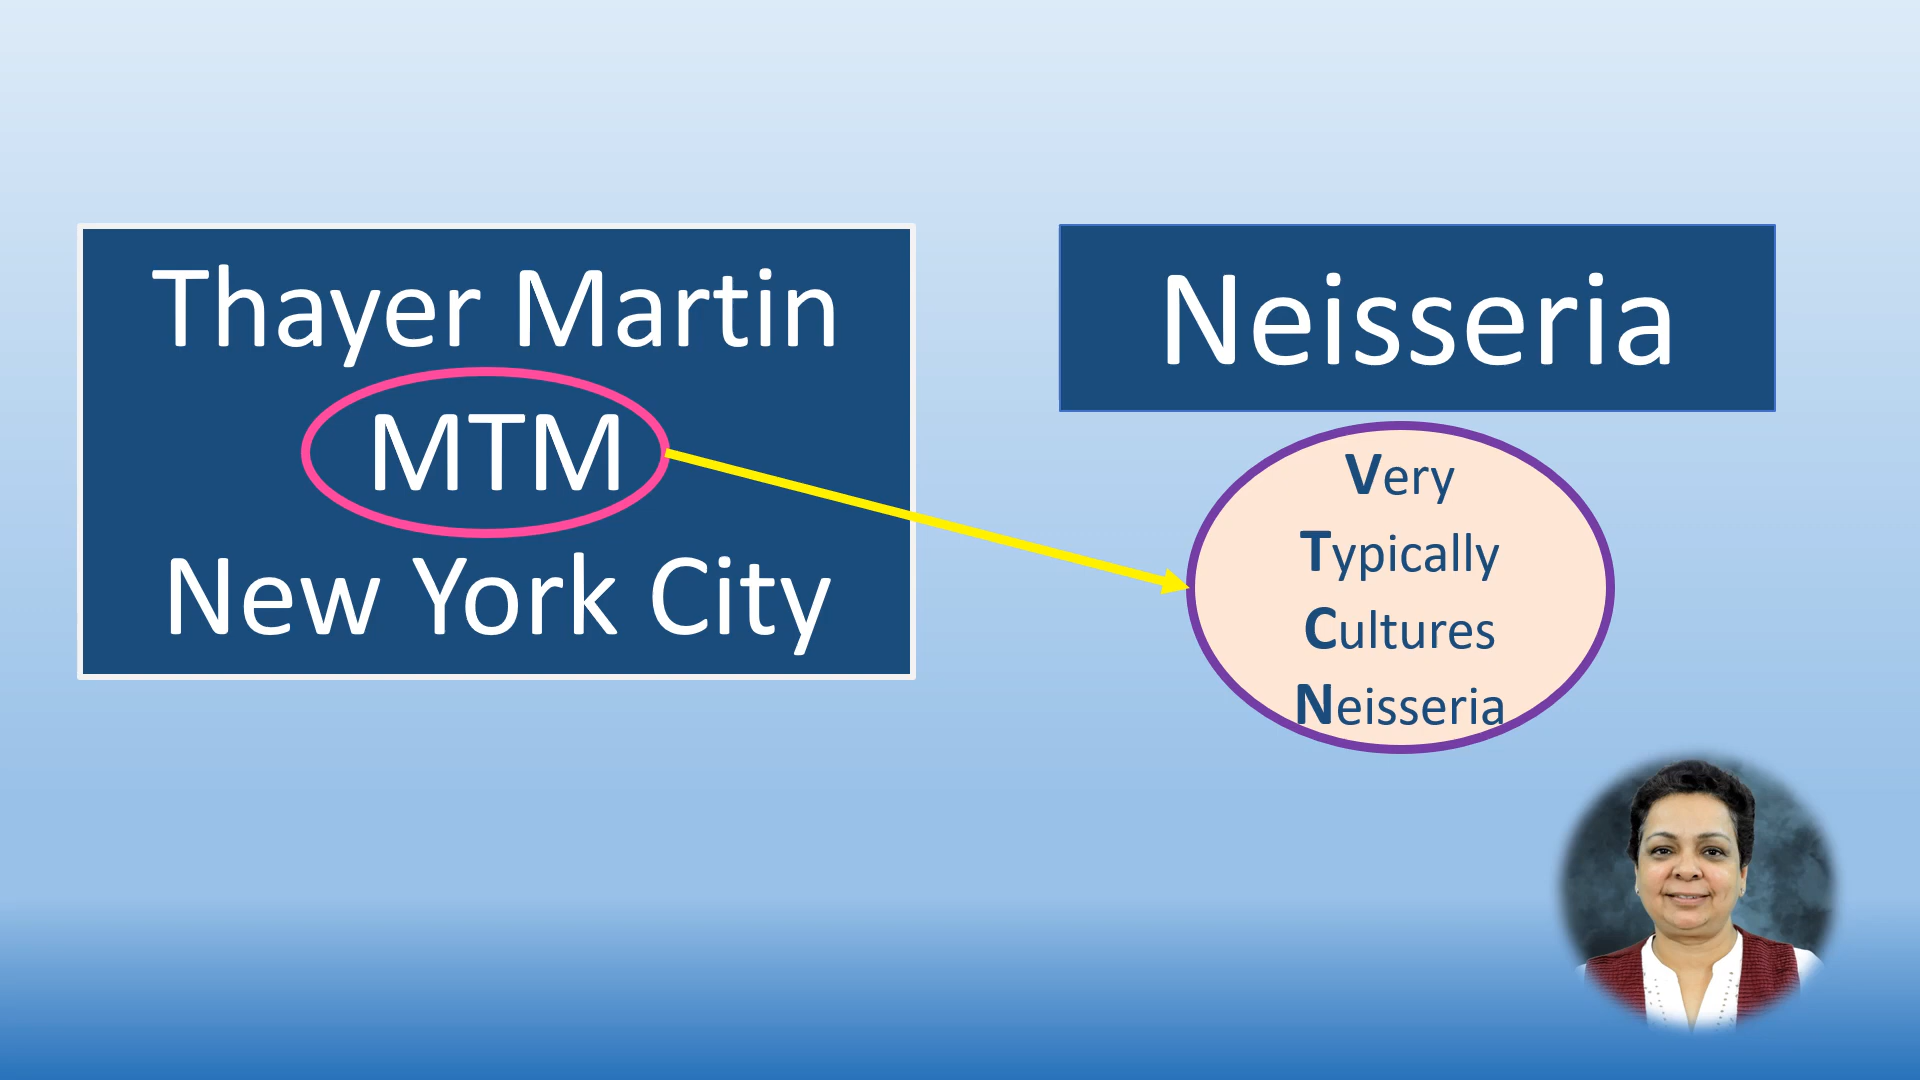 Thayer Martin
MTM
New York City
Neisseria
Very
Typically
Cultures
Neisseria